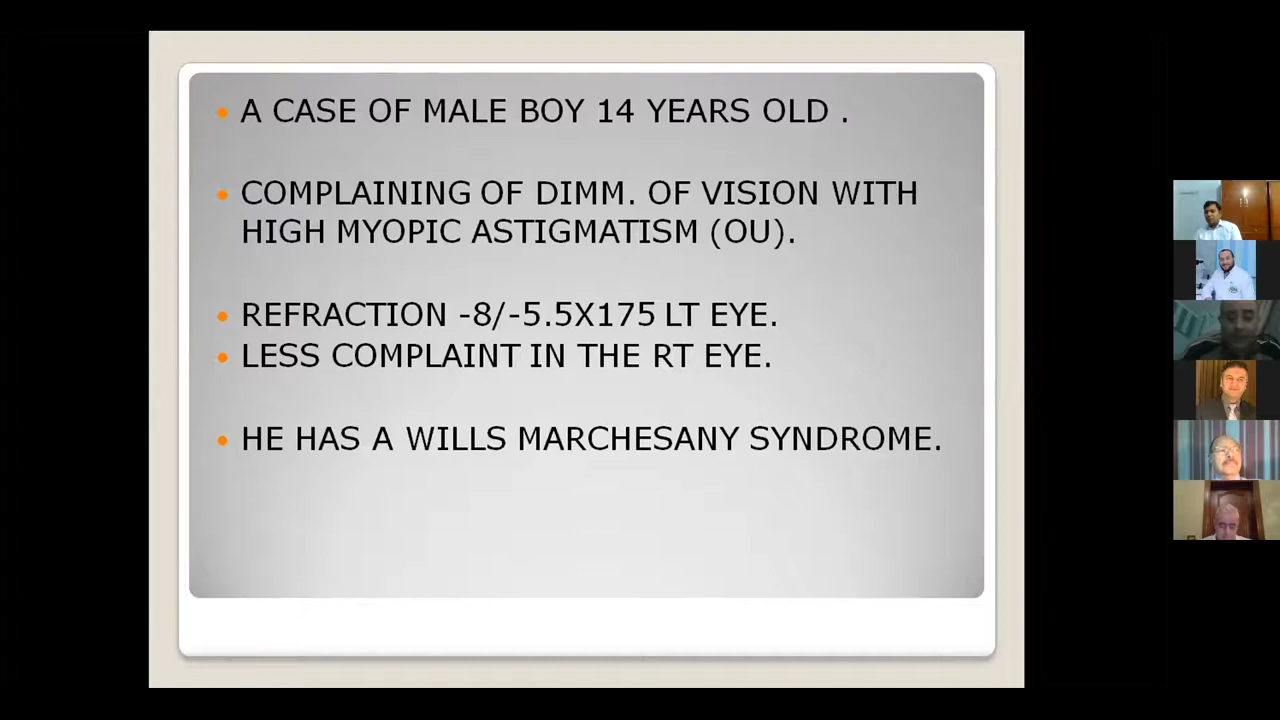 A CASE OF MALE BOY 14 YEARS OLD .
COMPLAINING OF DIMM. OF VISION WITH
HIGH MYOPIC ASTIGMATISM (OU).
REFRACTION -8/-5.5X175 LT EYE.
LESS COMPLAINT IN THE RT EYE.
HE HAS A WILLS MARCHESANY SYNDROME.